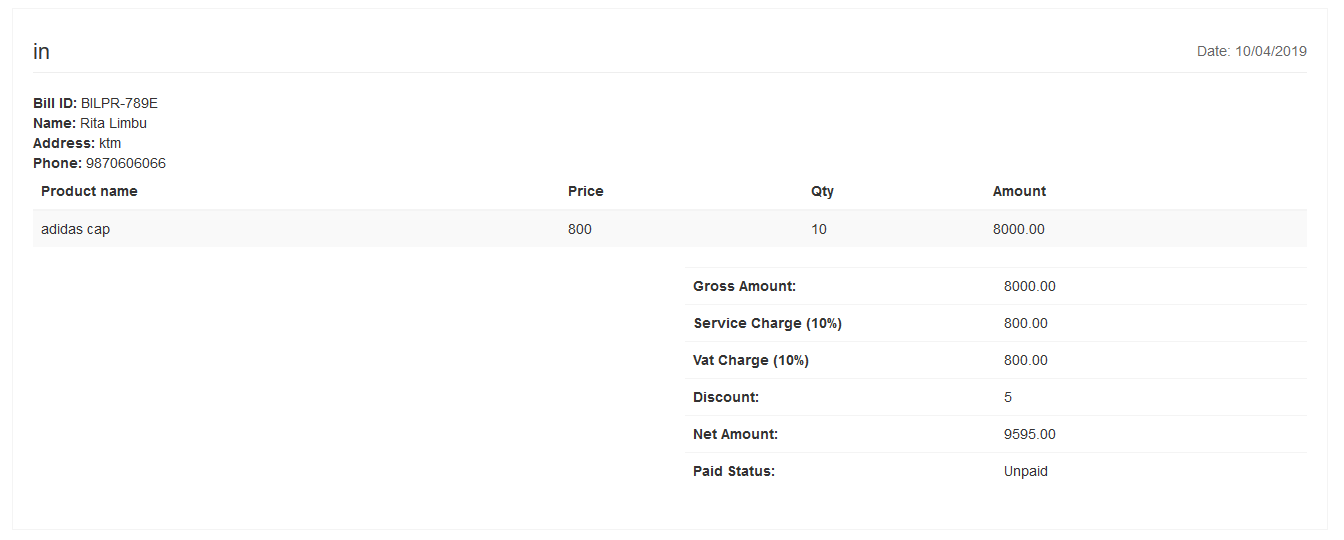 in
Date: 10/04/2019
Bill ID: BILPR-789E
Name: Rita Limbu
Address: ktm
Phone: 9870606066
Product name Price Qty Amount
adidas cap 800 10 8000.00
Gross Amount: 8000.00
Service Charge (10%) 800.00
Vat Charge (10%) 800.00
Discount: 5
Net Amount: 9595.00
Paid Status: Unpaid